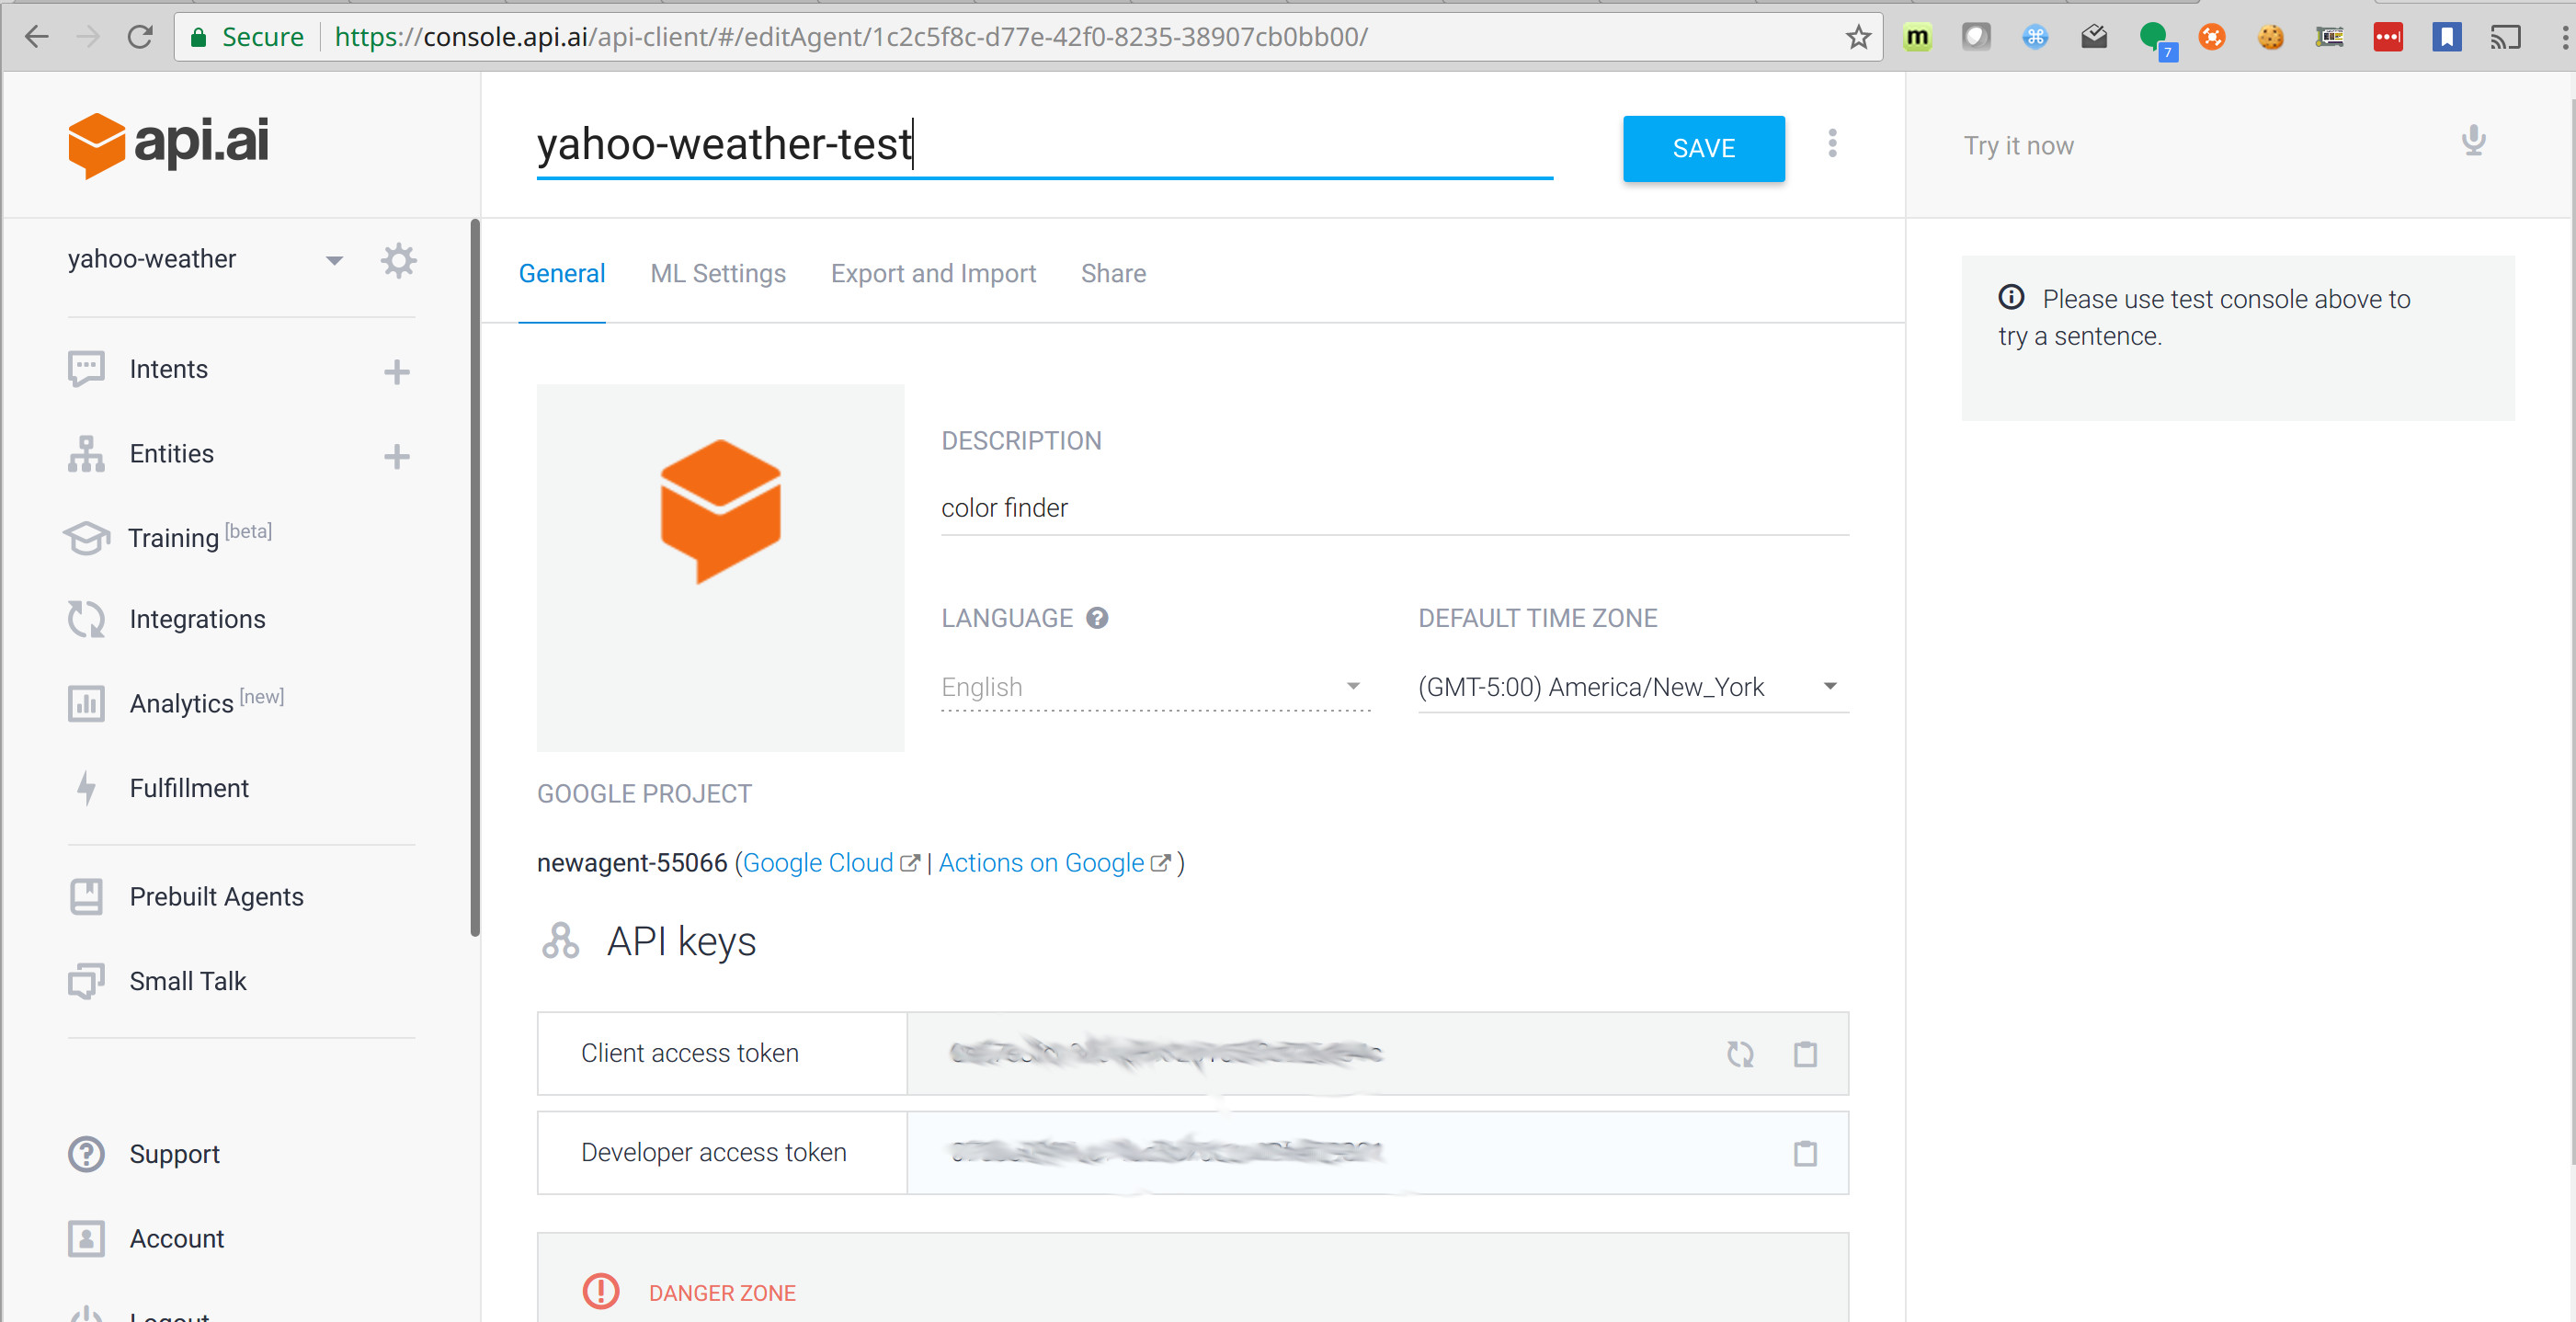 Secure https://console.api.ai/api-client/#/editAgent/1c2c5f8c-d77e-42f0-8235-38907cb0bb00/
m
7
api.ai
yahoo-weather-test
SAVE
Try it now
yahoo-weather
Intents
Entities
Training [beta]
Integrations
Analytics [new]
Fulfillment
Prebuilt Agents
Small Talk
Support
Account
Logout
General ML Settings Export and Import Share
DESCRIPTION
color finder
LANGUAGE
DEFAULT TIME ZONE
English
(GMT-5:00) America/New_York
GOOGLE PROJECT
newagent-55066 (Google Cloud | Actions on Google )
API keys
Client access token
Developer access token
DANGER ZONE
Please use test console above to
try a sentence.